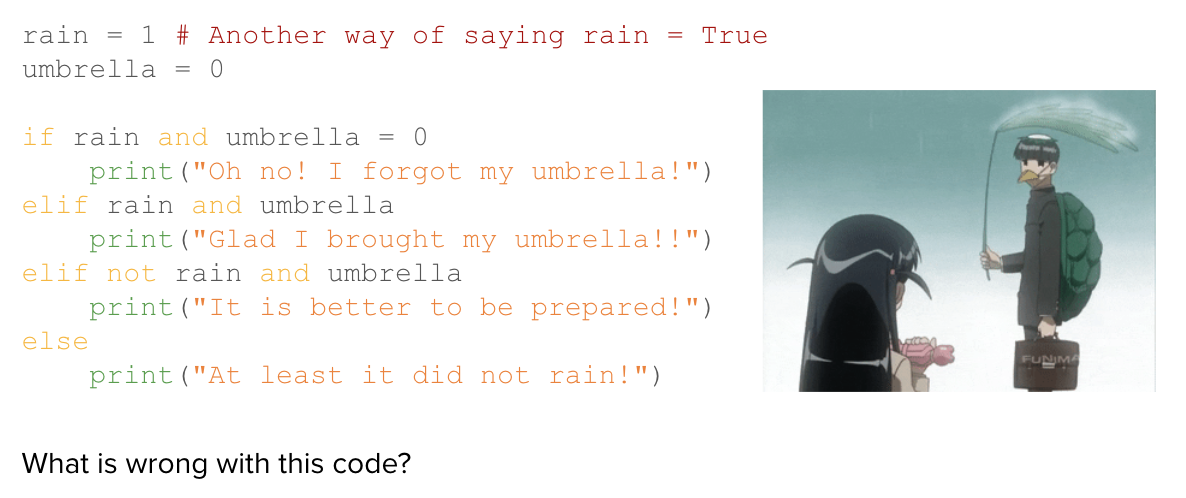 rain = 1 # Another way of saying rain = True
umbrella = 0
if rain and umbrella = 0
    print("Oh no! I forgot my umbrella!")
elif rain and umbrella
    print("Glad I brought my umbrella!!")
elif not rain and umbrella
    print("It is better to be prepared!")
else
    print("At least it did not rain!")
FUNIMA
What is wrong with this code?